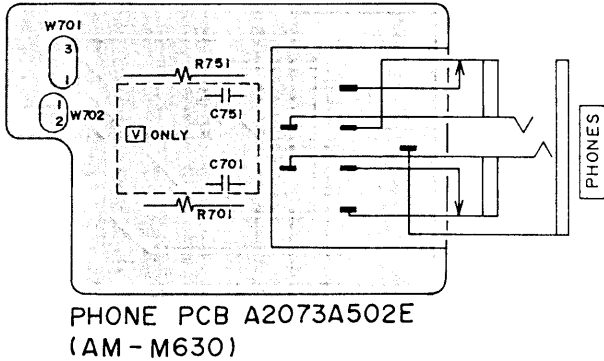 W701
3
1
1
2
W702
R751
C751
V ONLY
C701
R701
PHONES
PHONE PCB A2073A502E
(AM-M630)